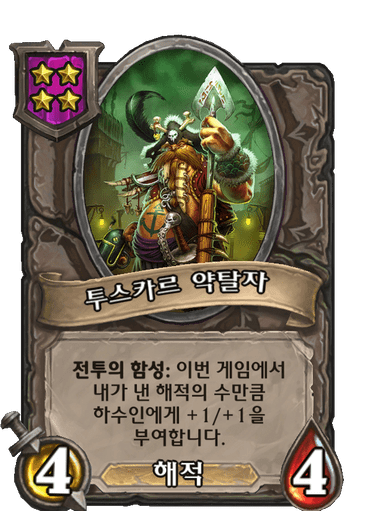 투스카르 약탈자
전투의 함성: 이번 게임에서
내가 낸 해적의 수만큼
하수인에게 +1/+1을
부여합니다.
4
해적
4